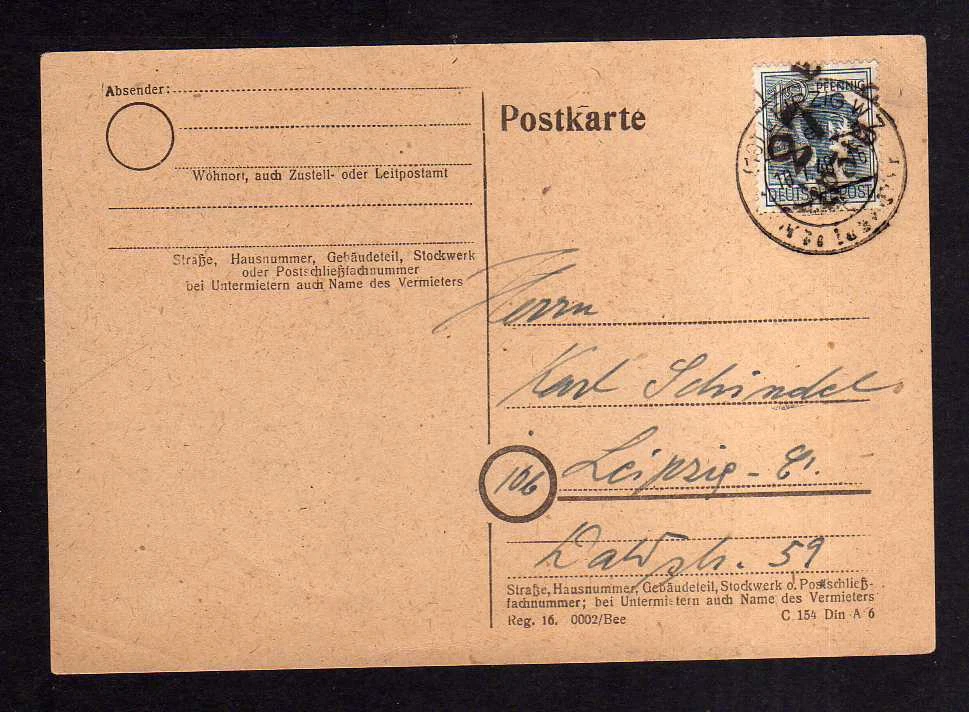 Absender:
Wohnort, auch Zustell- oder Leitpostamt
Straße, Hausnummer, Gebäudeteil, Stockwerk
oder Postschließfachnummer
bei Untermietern auch Name des Vermieters
Postkarte
PFENNIG
DEUTSCHE POST
Herrn
Karl Schindel
106
Leipzig -
59
Straße, Hausnummer, Gebäudeteil, Stockwerk o. Postschließ-
fachnummer; bei Untermietern auch Name des Vermieters
Reg. 16. 0002/Bee
C 154 Din A 6